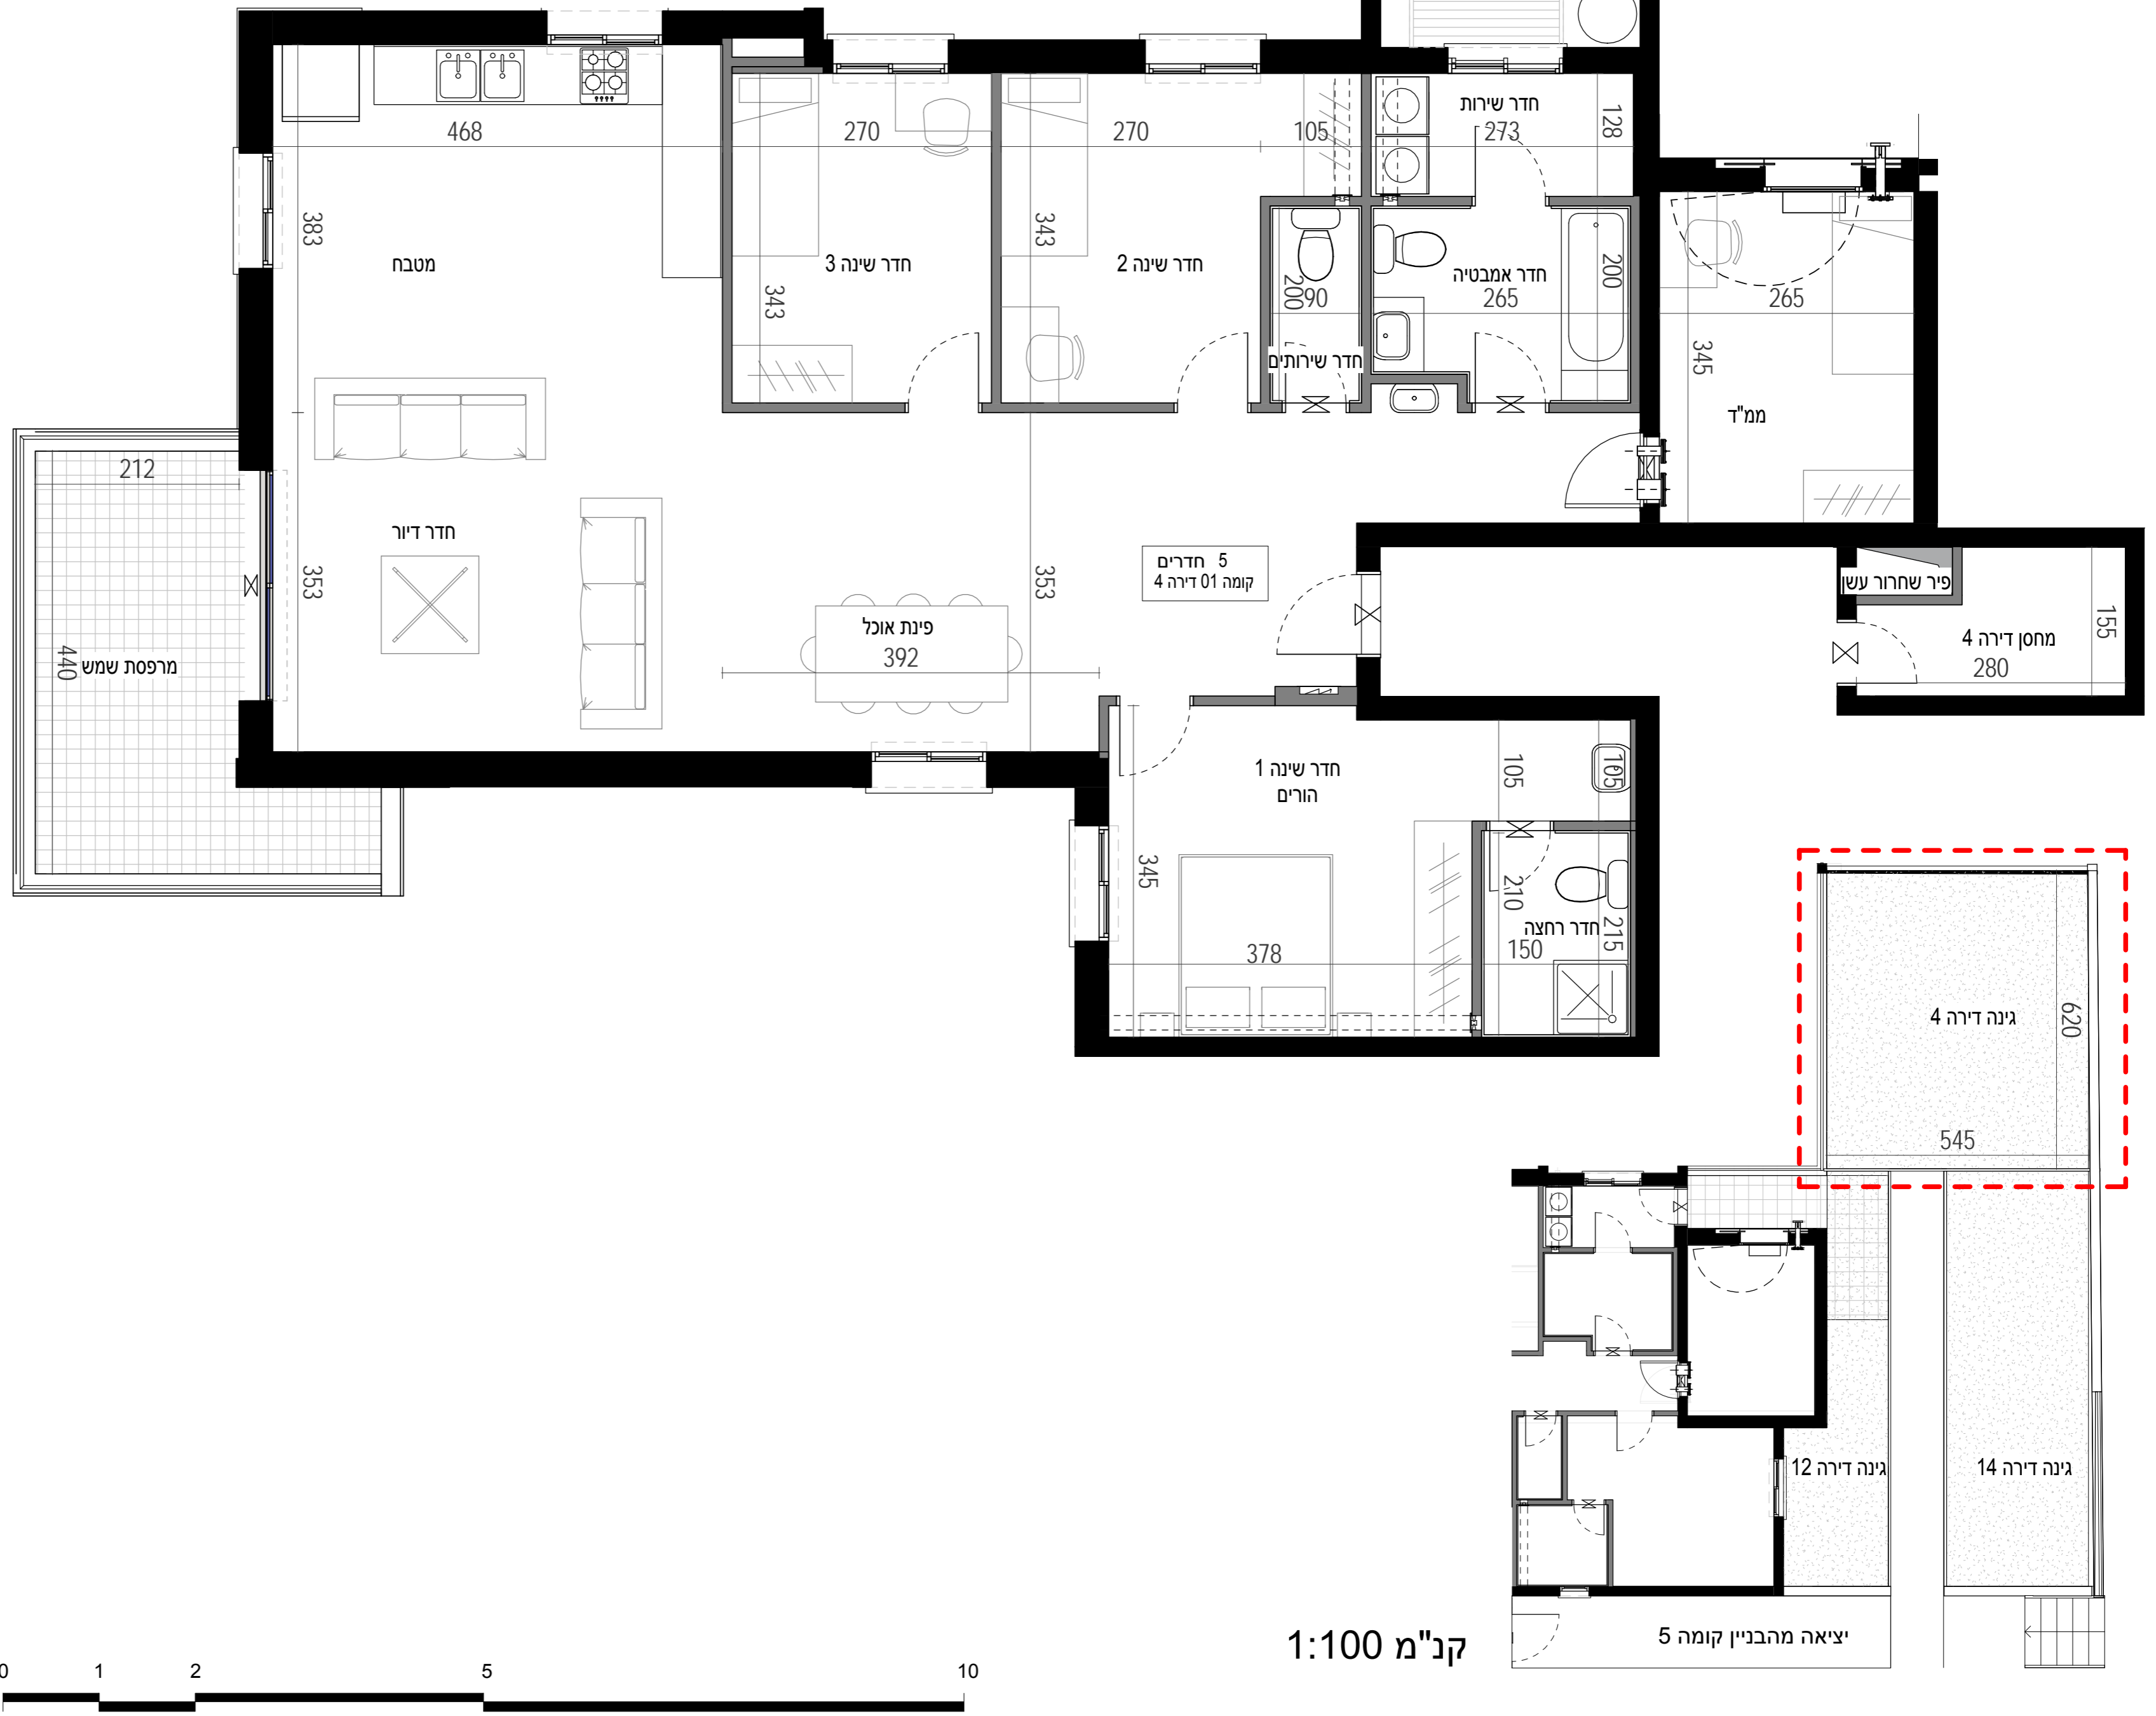 חדר שירות
128
468
270
270
105
273
383
מטבח
חדר שינה 3
343
343
חדר שינה 2
200
90
חדר שירותים
חדר אמבטיה
265
200
265
345
ממ"ד
212
חדר דיור
353
353
5 חדרים
קומה 01 דירה 4
פינת אוכל
392
מרפסת שמש
440
פיר שחרור עשן
מחסן דירה 4
280
155
חדר שינה 1
הורים
345
378
105
105
210
חדר רחצה
150
215
גינה דירה 4
620
545
גינה דירה 12
גינה דירה 14
יציאה מהבניין קומה 5
קנ"מ 1:100
0 1 2 5 10